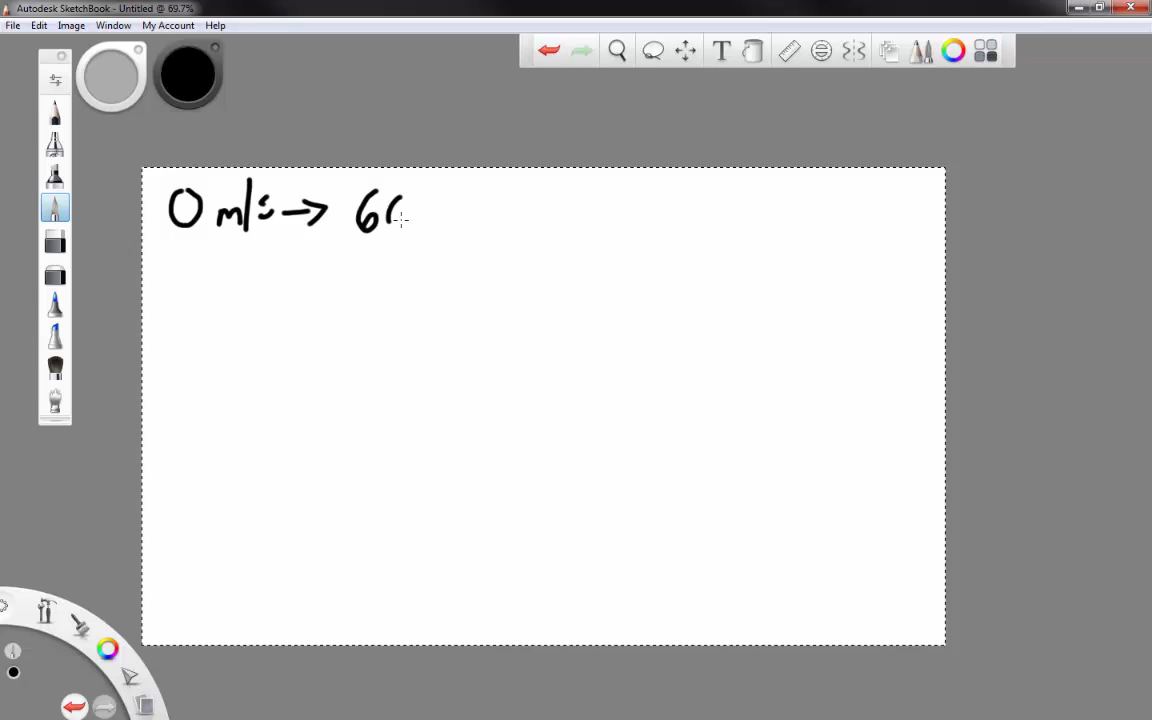 Autodesk SketchBook - Untitled @ 69.7%
File Edit Image Window My Account Help
T
0 m/s → 6